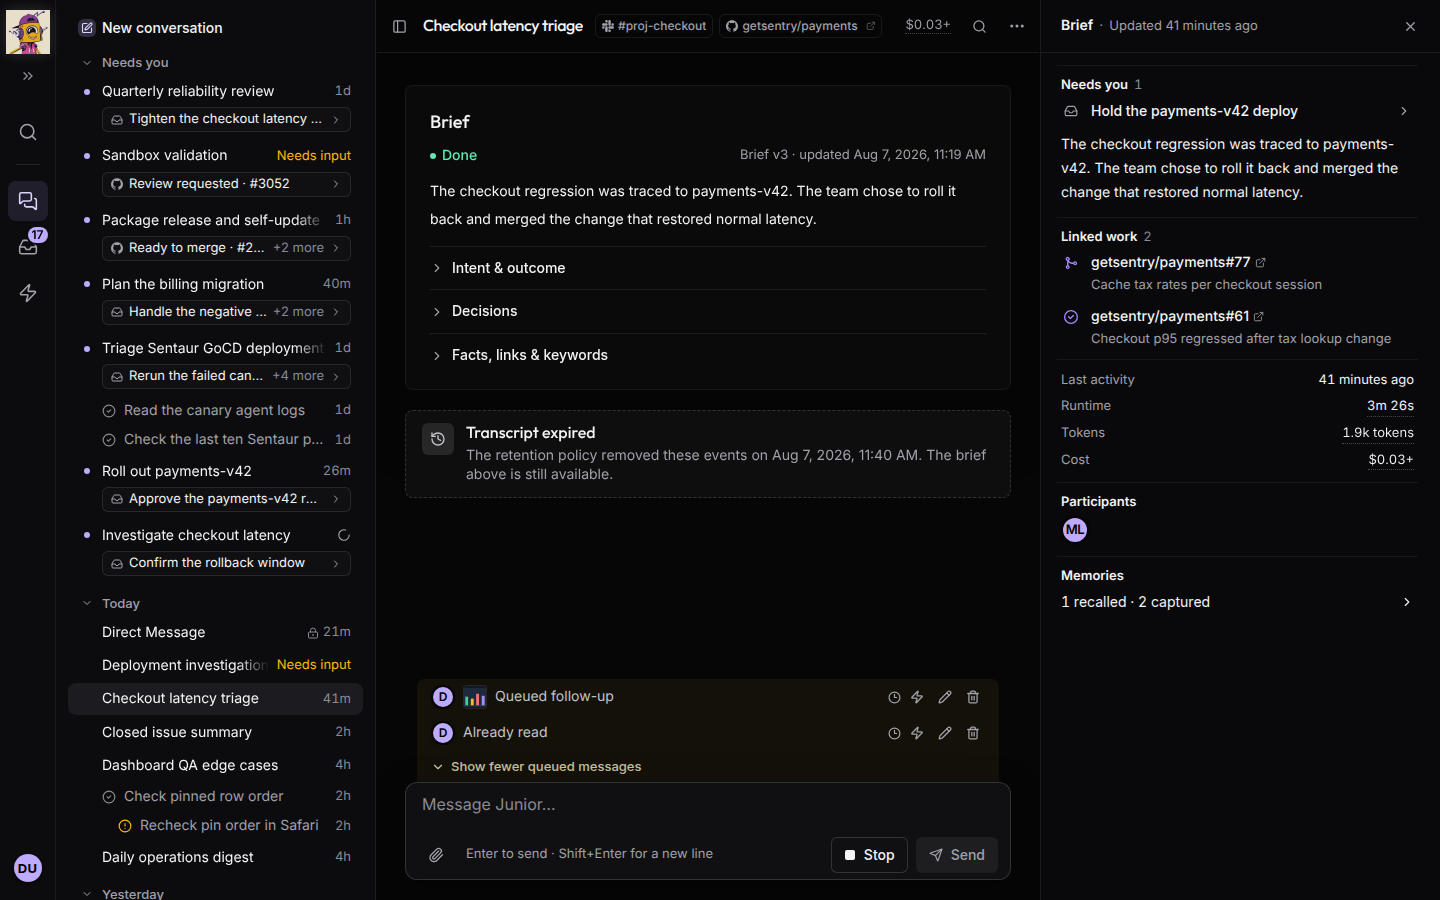 New conversation
Needs you
Quarterly reliability review 1d
Tighten the checkout latency ...
Sandbox validation Needs input
Review requested · #3052
Package release and self-update 1h
Ready to merge · #2... +2 more
Plan the billing migration 40m
Handle the negative ... +2 more
Triage Sentaur GoCD deployment 1d
Rerun the failed can... +4 more
Read the canary agent logs 1d
Check the last ten Sentaur p... 1d
Roll out payments-v42 26m
Approve the payments-v42 r...
Investigate checkout latency
Confirm the rollback window
Today
Direct Message 21m
Deployment investigation Needs input
Checkout latency triage 41m
Closed issue summary 2h
Dashboard QA edge cases 4h
Check pinned row order 2h
Recheck pin order in Safari 2h
Daily operations digest 4h
Yesterday
17
DU
Checkout latency triage #proj-checkout getsentry/payments $0.03+
Brief
Done Brief v3 · updated Aug 7, 2026, 11:19 AM
The checkout regression was traced to payments-v42. The team chose to roll it
back and merged the change that restored normal latency.
Intent & outcome
Decisions
Facts, links & keywords
Transcript expired
The retention policy removed these events on Aug 7, 2026, 11:40 AM. The brief
above is still available.
D Queued follow-up
D Already read
Show fewer queued messages
Message Junior...
Enter to send · Shift+Enter for a new line Stop Send
Brief · Updated 41 minutes ago
Needs you 1
Hold the payments-v42 deploy
The checkout regression was traced to payments-
v42. The team chose to roll it back and merged the
change that restored normal latency.
Linked work 2
getsentry/payments#77
Cache tax rates per checkout session
getsentry/payments#61
Checkout p95 regressed after tax lookup change
Last activity 41 minutes ago
Runtime 3m 26s
Tokens 1.9k tokens
Cost $0.03+
Participants
ML
Memories
1 recalled · 2 captured